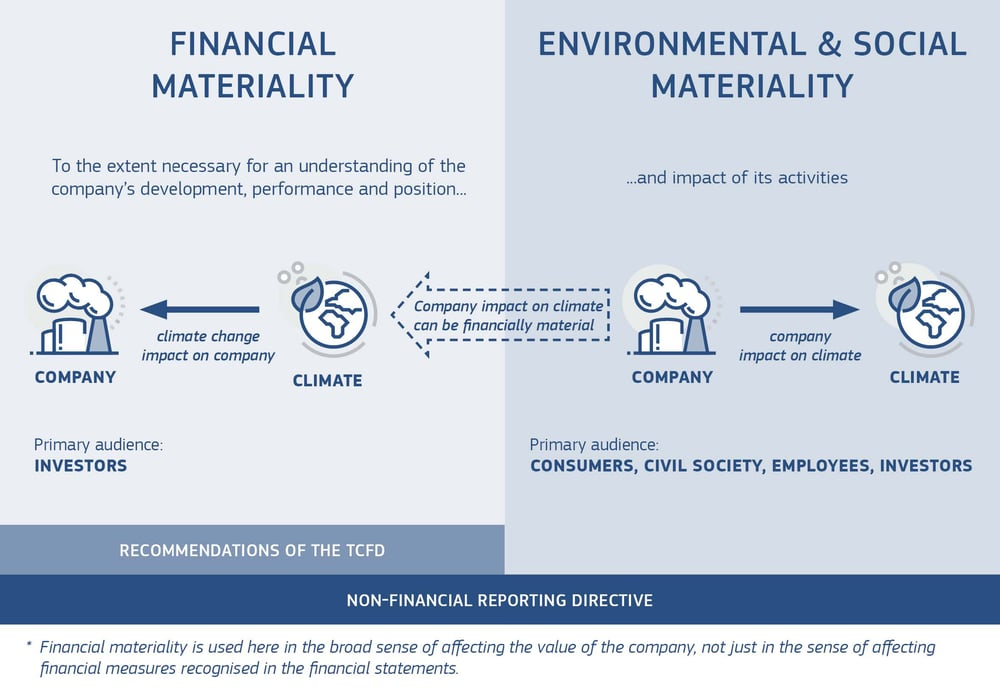 FINANCIAL
MATERIALITY
To the extent necessary for an understanding of the
company's development, performance and position...
climate change
impact on company
COMPANY
CLIMATE
Primary audience:
INVESTORS
Company impact on climate
can be financially material
ENVIRONMENTAL & SOCIAL
MATERIALITY
...and impact of its activities
company
impact on climate
COMPANY
CLIMATE
Primary audience:
CONSUMERS, CIVIL SOCIETY, EMPLOYEES, INVESTORS
RECOMMENDATIONS OF THE TCFD
NON-FINANCIAL REPORTING DIRECTIVE
* Financial materiality is used here in the broad sense of affecting the value of the company, not just in the sense of affecting
financial measures recognised in the financial statements.